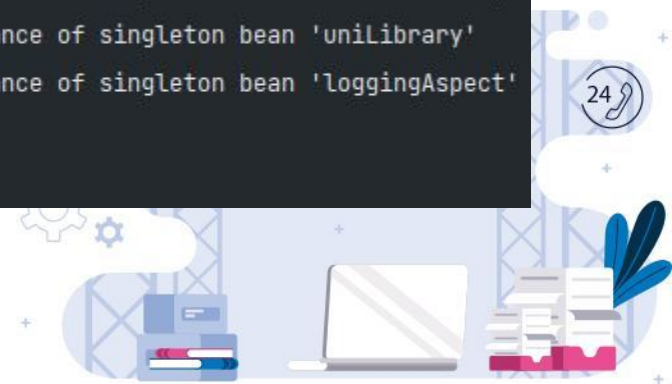 nce of singleton bean 'uniLibrary'
nce of singleton bean 'loggingAspect'
24